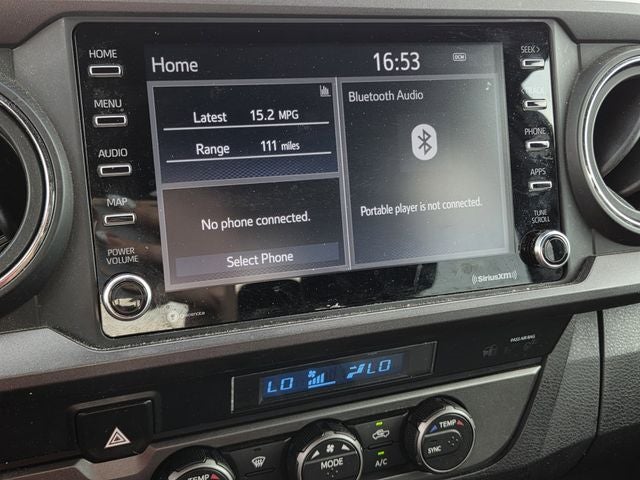 HOME
MENU
AUDIO
MAP
POWER
VOLUME
Home
16:53
DCM
Latest 15.2 MPG
Range 111 miles
No phone connected.
Select Phone
Bluetooth Audio
Portable player is not connected.
SEEK >
TRACK
PHONE
APPS
TUNE
SCROLL
SiriusXM
PASS AIR BAG
LO LO
MODE
A/C
TEMP
SYNC
TEMP